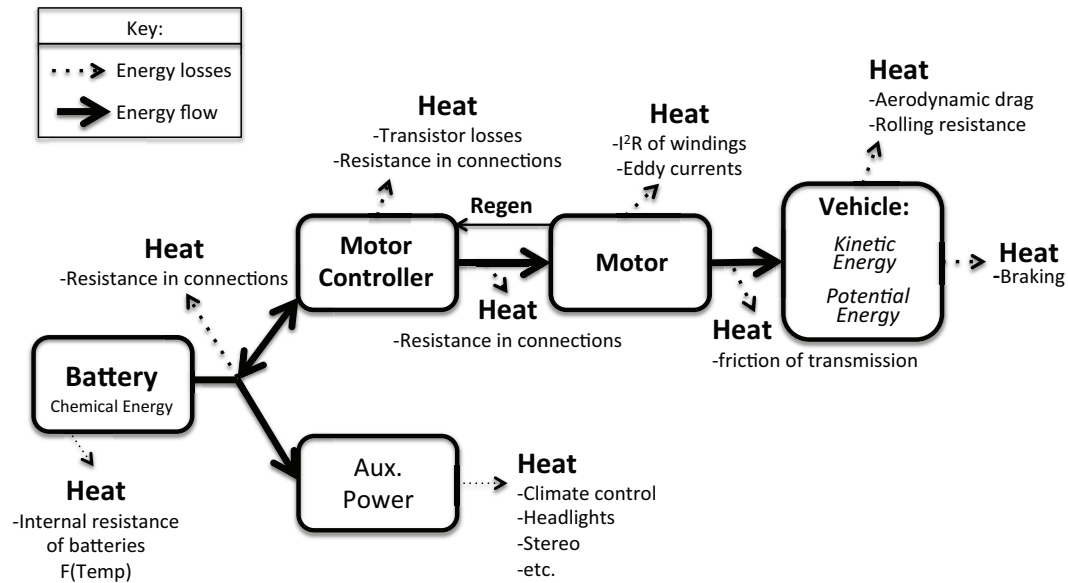 Key:
Energy losses
Energy flow
Heat
-Transistor losses
-Resistance in connections
Heat
-I²R of windings
-Eddy currents
Heat
-Aerodynamic drag
-Rolling resistance
Regen
Heat
-Resistance in connections
Motor
Controller
Motor
Vehicle:
Kinetic
Energy
Potential
Energy
Heat
-Braking
Heat
-Resistance in connections
Heat
-friction of transmission
Battery
Chemical Energy
Aux.
Power
Heat
-Internal resistance
of batteries
F(Temp)
Heat
-Climate control
-Headlights
-Stereo
-etc.